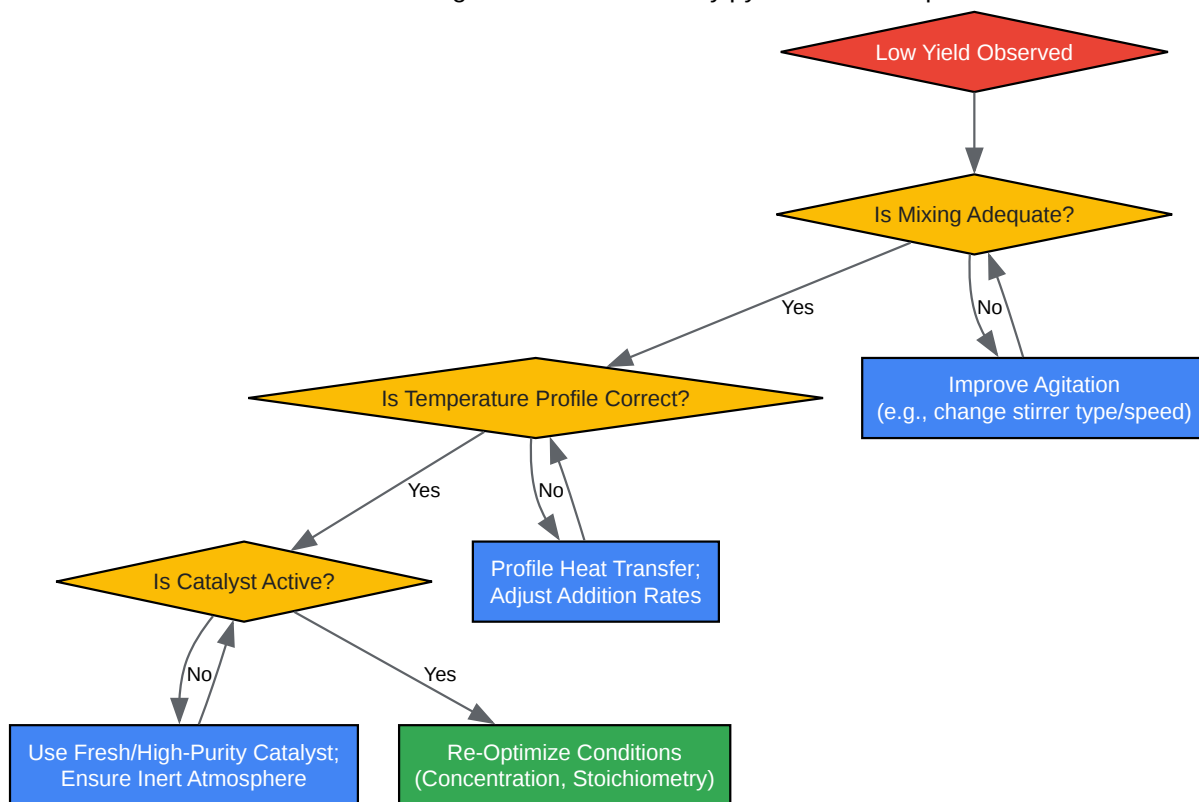 Low Yield Observed
Is Mixing Adequate?
Yes
No
Improve Agitation
(e.g., change stirrer type/speed)
Is Temperature Profile Correct?
Yes
No
Profile Heat Transfer;
Adjust Addition Rates
Is Catalyst Active?
No
Yes
Use Fresh/High-Purity Catalyst;
Ensure Inert Atmosphere
Re-Optimize Conditions
(Concentration, Stoichiometry)